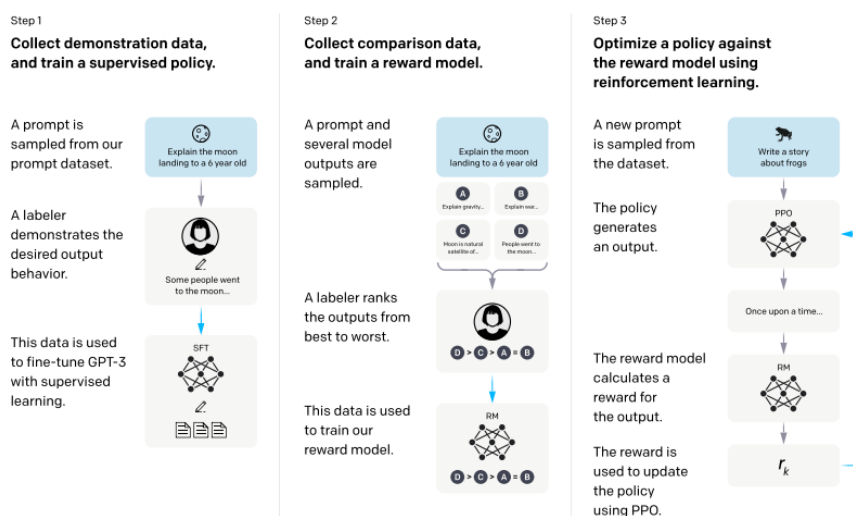 Step 1
Collect demonstration data,
and train a supervised policy.
A prompt is
sampled from our
prompt dataset.
Explain the moon
landing to a 6 year old
A labeler
demonstrates the
desired output
behavior.
Some people went
to the moon...
This data is used
to fine-tune GPT-3
with supervised
learning.
SFT
Step 2
Collect comparison data,
and train a reward model.
A prompt and
several model
outputs are
sampled.
Explain the moon
landing to a 6 year old
A
Explain gravity...
B
Explain war...
C
Moon is natural
satellite of...
D
People went to
the moon...
A labeler ranks
the outputs from
best to worst.
D > C > A = B
This data is used
to train our
reward model.
RM
D > C > A = B
Step 3
Optimize a policy against
the reward model using
reinforcement learning.
A new prompt
is sampled from
the dataset.
Write a story
about frogs
The policy
generates
an output.
PPO
Once upon a time...
The reward model
calculates a
reward for
the output.
RM
The reward is
used to update
the policy
using PPO.
rk